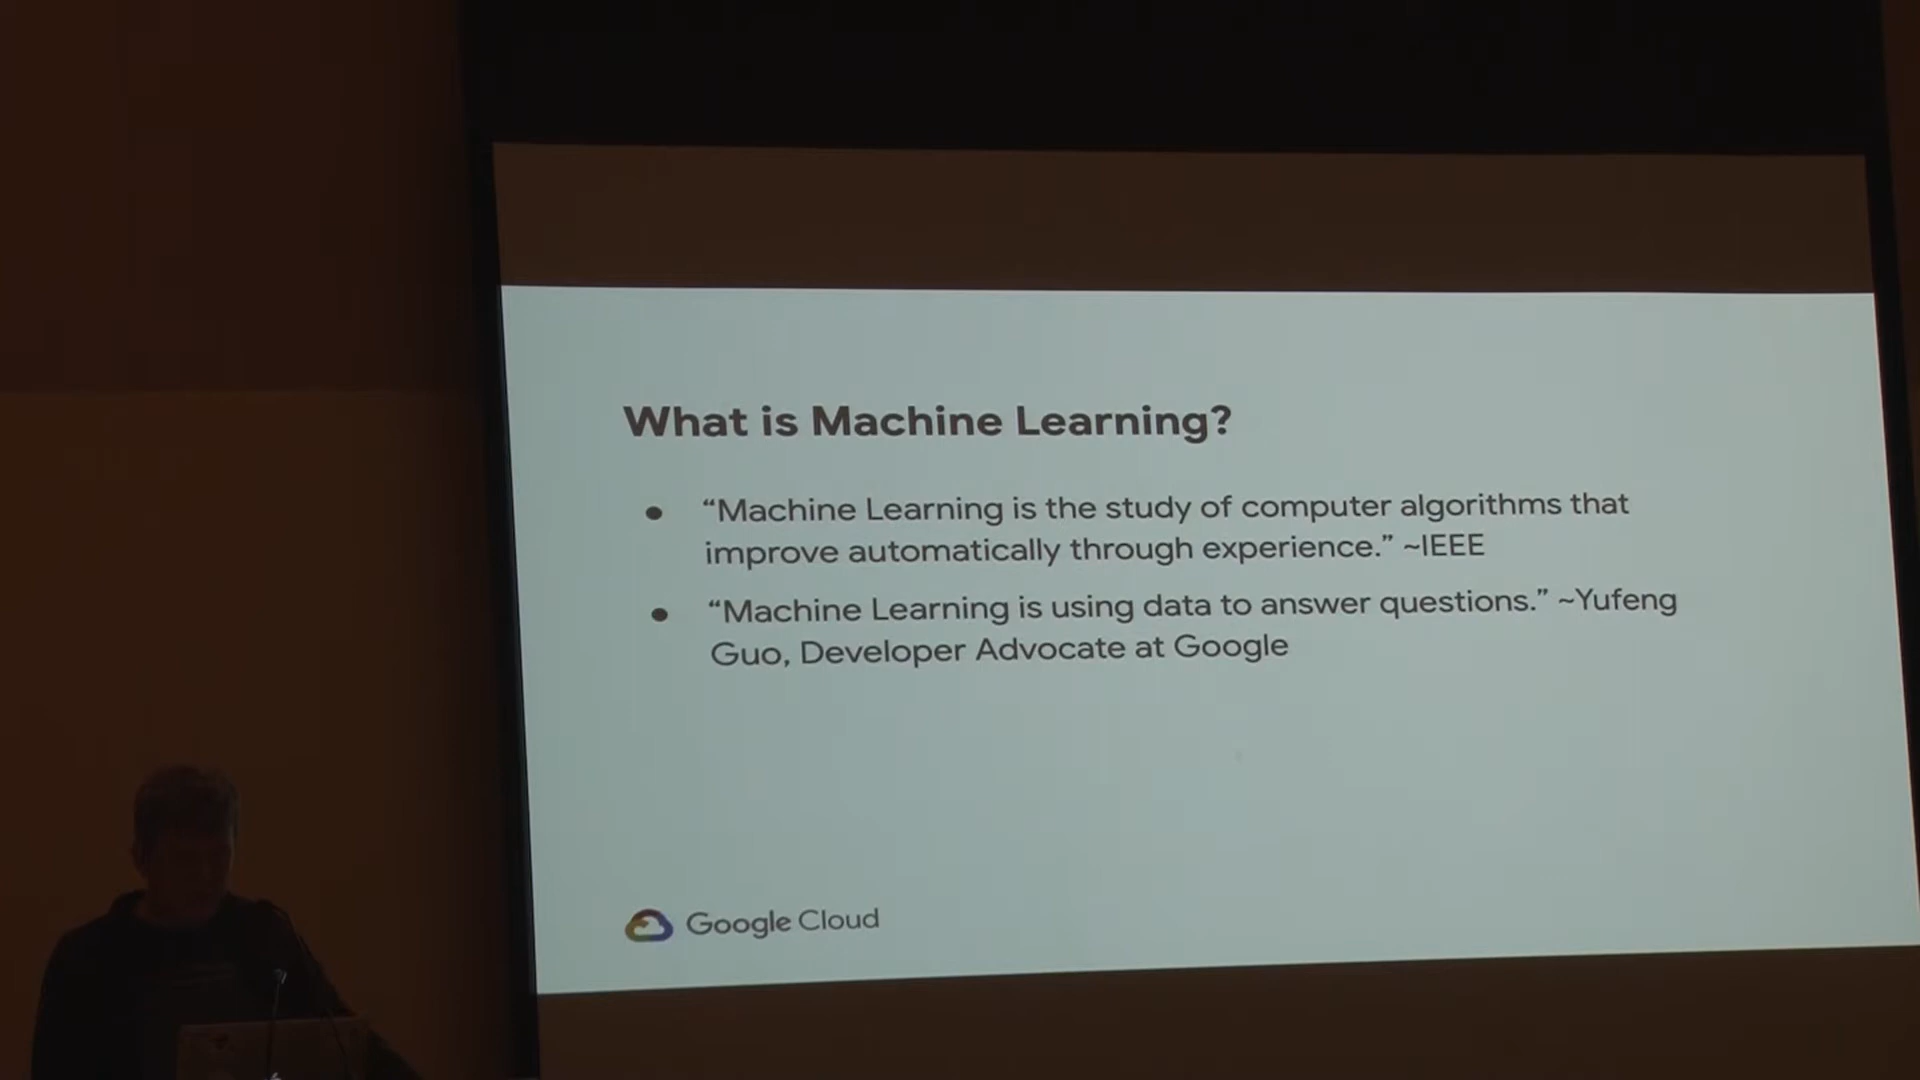 What is Machine Learning?
● “Machine Learning is the study of computer algorithms that
improve automatically through experience.” ~IEEE
● “Machine Learning is using data to answer questions.” ~Yufeng
Guo, Developer Advocate at Google
Google Cloud